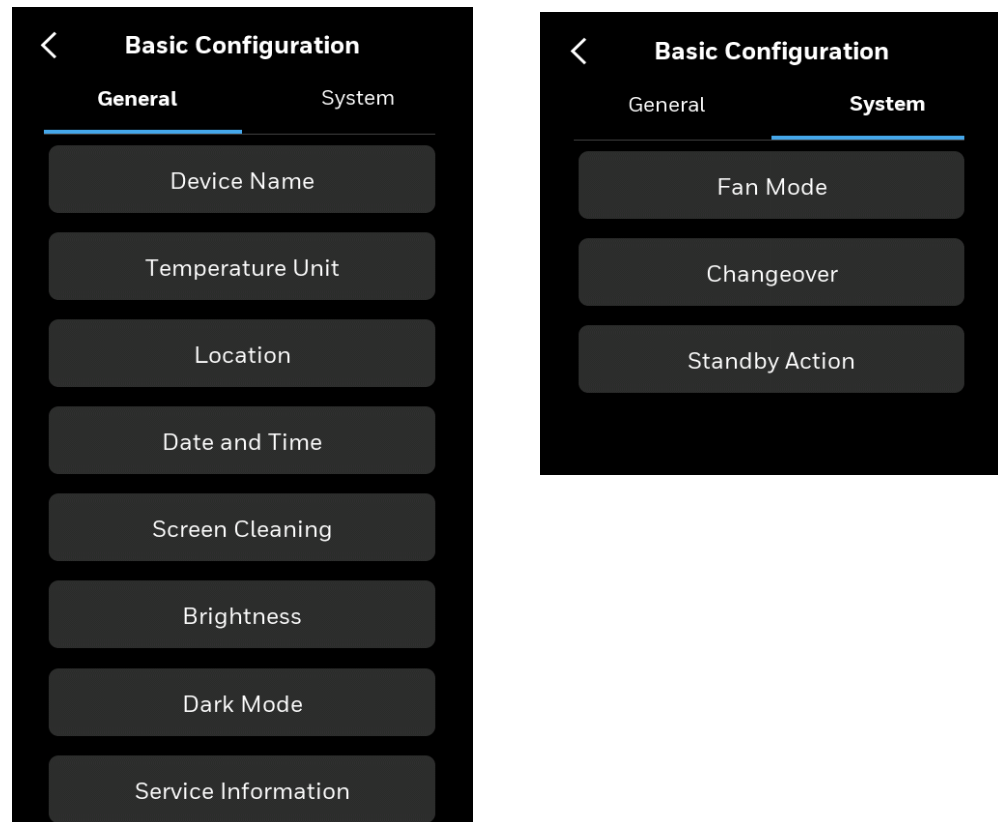 Basic Configuration
General System
Device Name
Temperature Unit
Location
Date and Time
Screen Cleaning
Brightness
Dark Mode
Service Information
Basic Configuration
General System
Fan Mode
Changeover
Standby Action